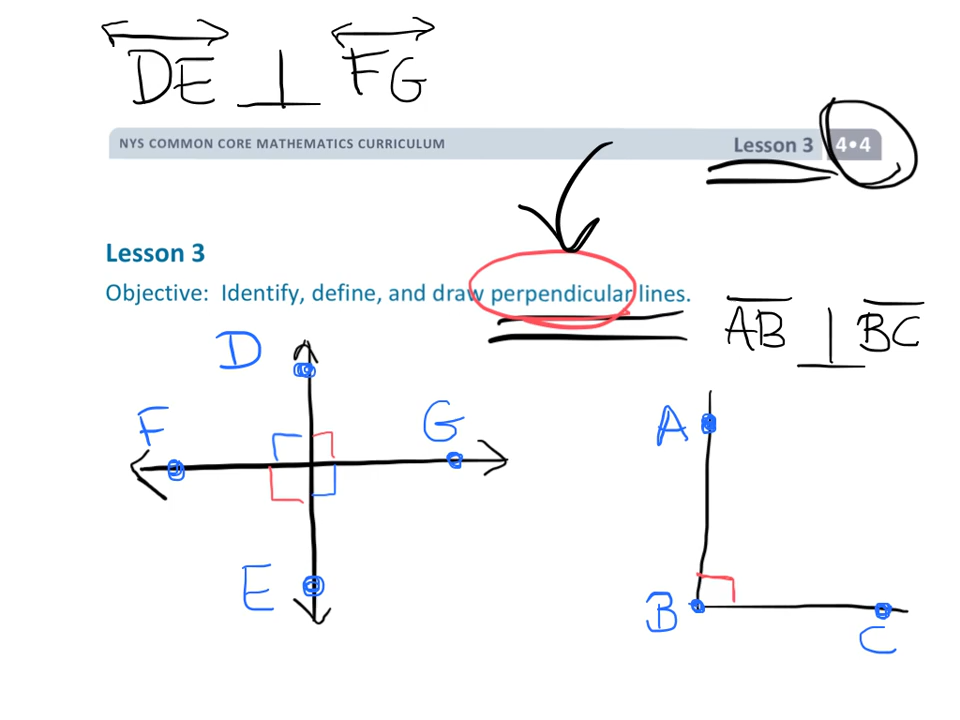 DE ⊥ FG
NYS COMMON CORE MATHEMATICS CURRICULUM
Lesson 3
4•4
Lesson 3
Objective: Identify, define, and draw perpendicular lines.
AB ⊥ BC
D
F
G
E
A
B
C